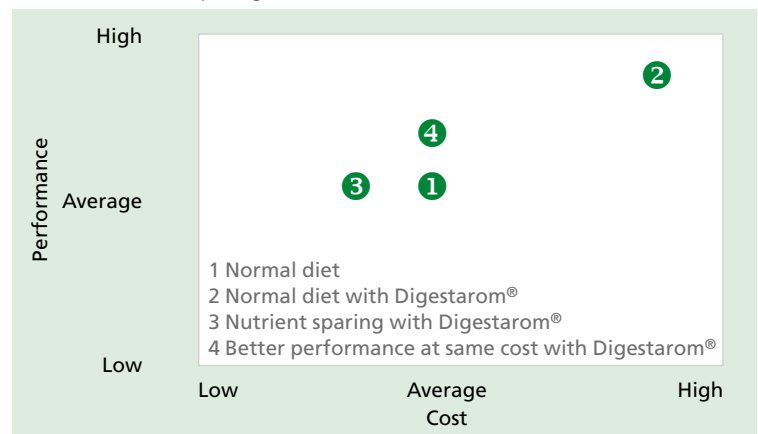 High
2
4
Performance
3 1
Average
1 Normal diet
2 Normal diet with Digestarom®
3 Nutrient sparing with Digestarom®
4 Better performance at same cost with Digestarom®
Low
Low Average High
Cost